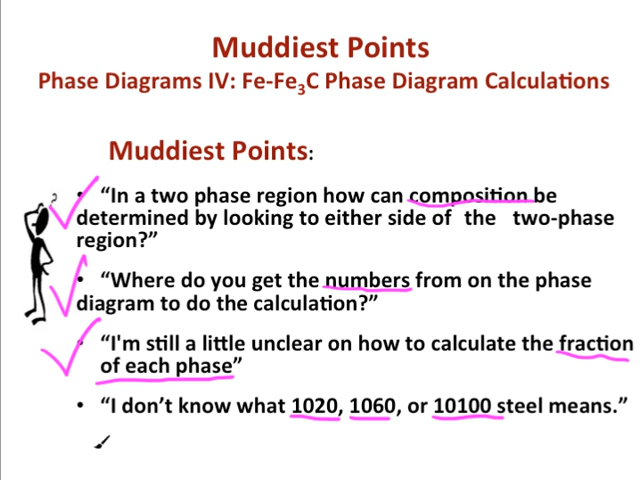 Muddiest Points
Phase Diagrams IV: Fe-Fe₃C Phase Diagram Calculations
Muddiest Points:
• “In a two phase region how can composition be
determined by looking to either side of the two-phase
region?”
• “Where do you get the numbers from on the phase
diagram to do the calculation?”
• “I'm still a little unclear on how to calculate the fraction
of each phase”
• “I don’t know what 1020, 1060, or 10100 steel means.”
?